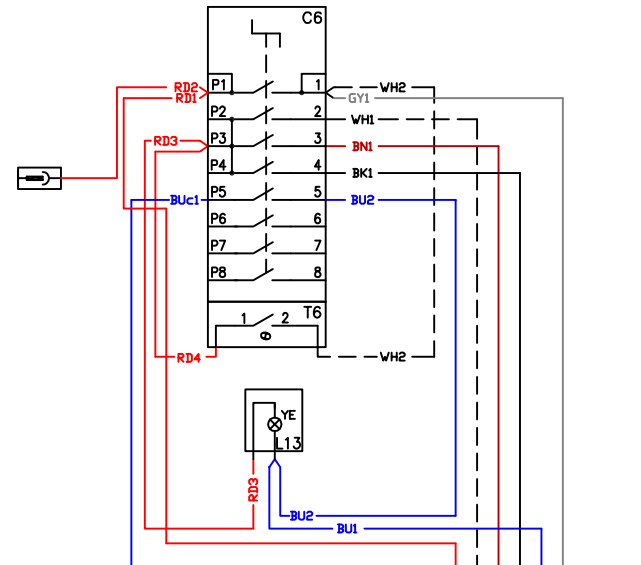 C6
P1 1
RD2 WH2
RD1 GY1
P2 2 WH1
RD3 P3 3 BN1
P4 4 BK1
BUc1 P5 5 BU2
P6 6
P7 7
P8 8
T6
1 2
RD4 WH2
YE
L13
RD3
BU2
BU1